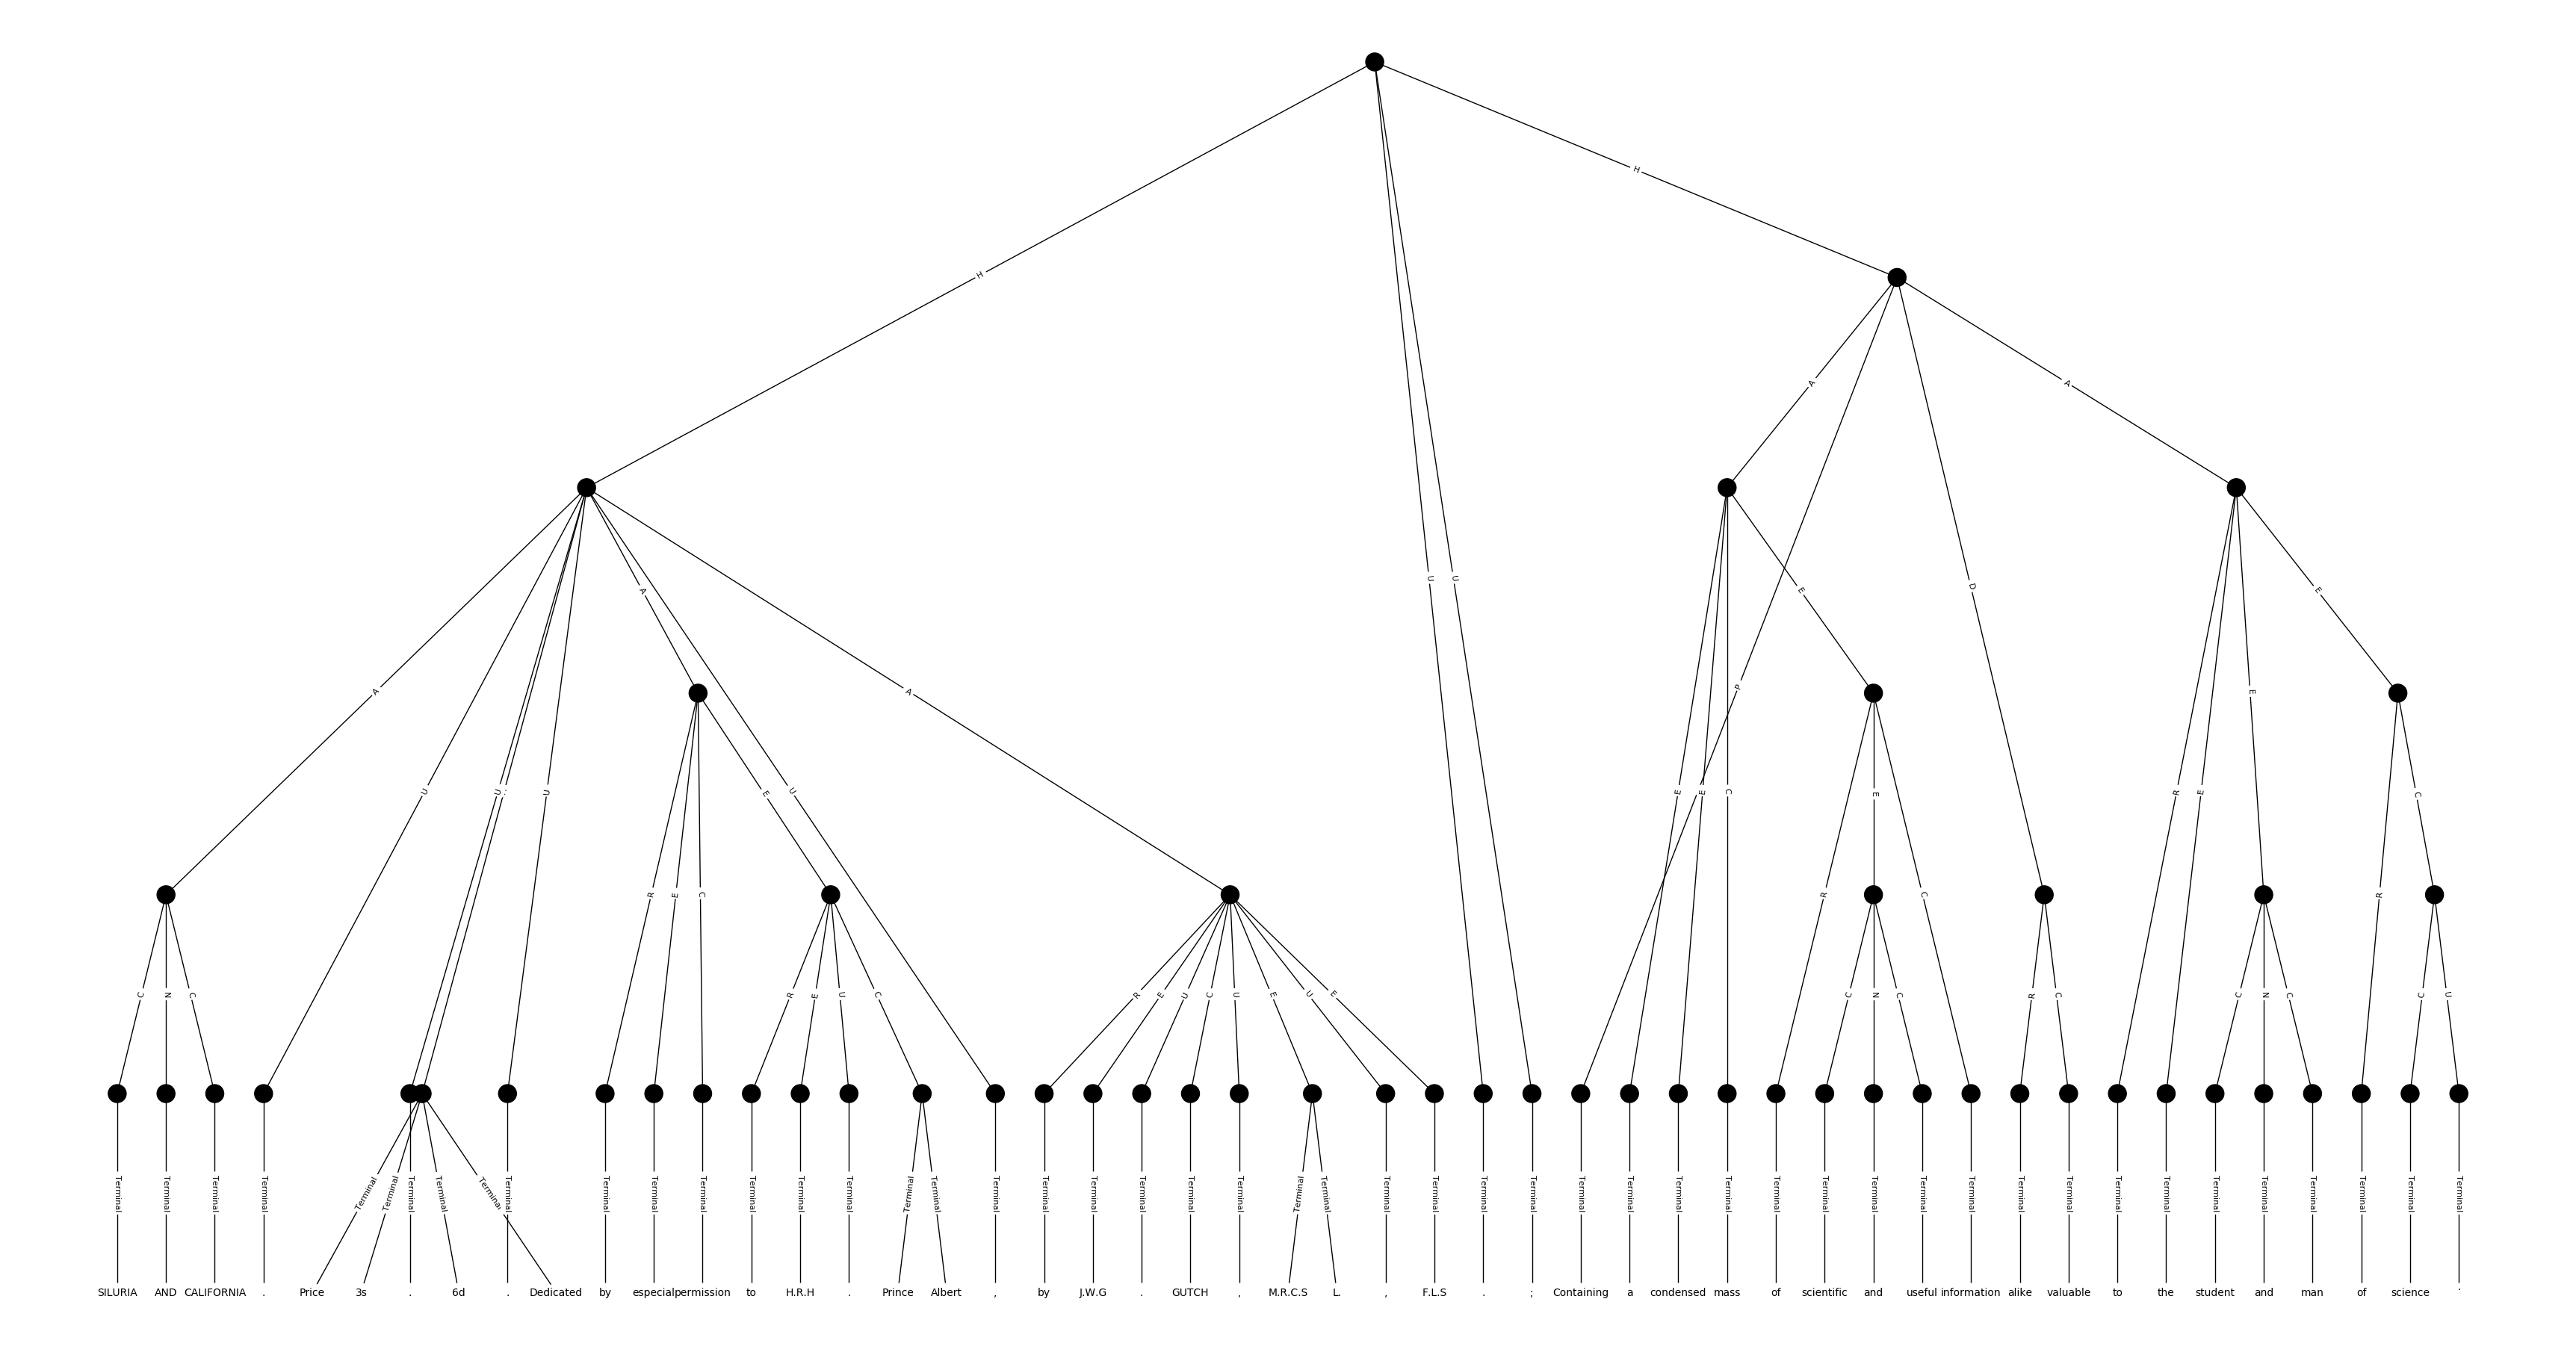 H
H
A
A
A
U
U
E
D
E
A
E
A
P
U
U
U
U
E
U
E
E
C
R
E
E
C
R
E
C
R
C
E
C
R
C
N
C
R
E
U
C
R
E
U
C
U
E
U
E
C
N
C
R
C
C
N
C
C
U
Terminal Terminal Terminal Terminal Terminal Terminal Terminal Terminal Terminal Terminal Terminal Terminal Terminal Terminal Terminal Terminal Terminal Terminal Terminal Terminal Terminal Terminal Terminal Terminal Terminal Terminal Terminal Terminal Terminal Terminal Terminal Terminal Terminal Terminal Terminal Terminal Terminal Terminal Terminal Terminal Terminal Terminal Terminal Terminal Terminal Terminal Terminal Terminal Terminal
SILURIA AND CALIFORNIA . Price 3s . 6d . Dedicated by especial permission to H.R.H . Prince Albert , by J.W.G . GUTCH , M.R.C.S L. , F.L.S . ; Containing a condensed mass of scientific and useful information alike valuable to the student and man of science .